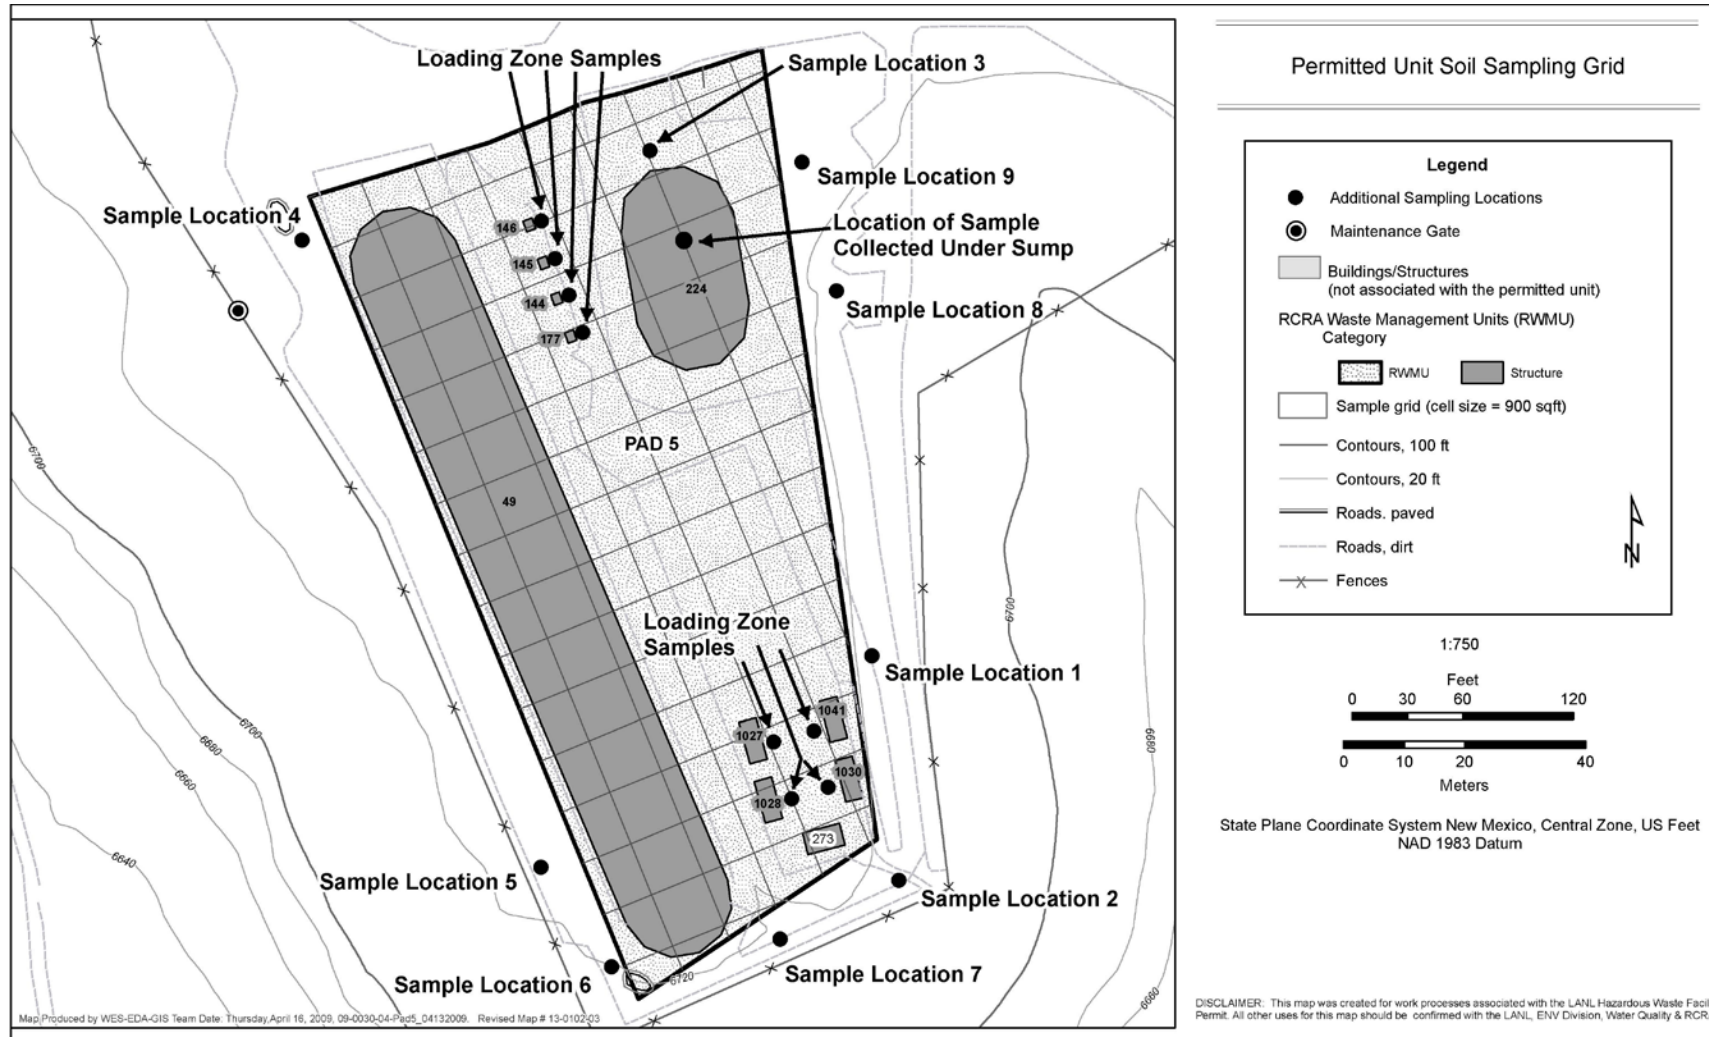 Loading Zone Samples
Sample Location 3
Sample Location 9
Sample Location 4
Location of Sample
Collected Under Sump
146
145
144
177
224
Sample Location 8
PAD 5
49
6700
Loading Zone
Samples
6700
Sample Location 1
1041
1027
6680
6700
6680
6660
1030
1028
273
6640
Sample Location 5
Sample Location 2
Sample Location 7
Sample Location 6
6720
6660
Map Produced by WES-EDA-GIS Team Date: Thursday, April 16, 2009, 09-0030-04-Pad5_04132009. Revised Map # 13-0102-03
Permitted Unit Soil Sampling Grid
Legend
Additional Sampling Locations
Maintenance Gate
Buildings/Structures
(not associated with the permitted unit)
RCRA Waste Management Units (RWMU)
Category
RWMU
Structure
Sample grid (cell size = 900 sqft)
Contours, 100 ft
Contours, 20 ft
Roads. paved
Roads, dirt
Fences
N
1:750
Feet
0 30 60 120
0 10 20 40
Meters
State Plane Coordinate System New Mexico, Central Zone, US Feet
NAD 1983 Datum
DISCLAIMER: This map was created for work processes associated with the LANL Hazardous Waste Facil
Permit. All other uses for this map should be confirmed with the LANL, ENV Division, Water Quality & RCR